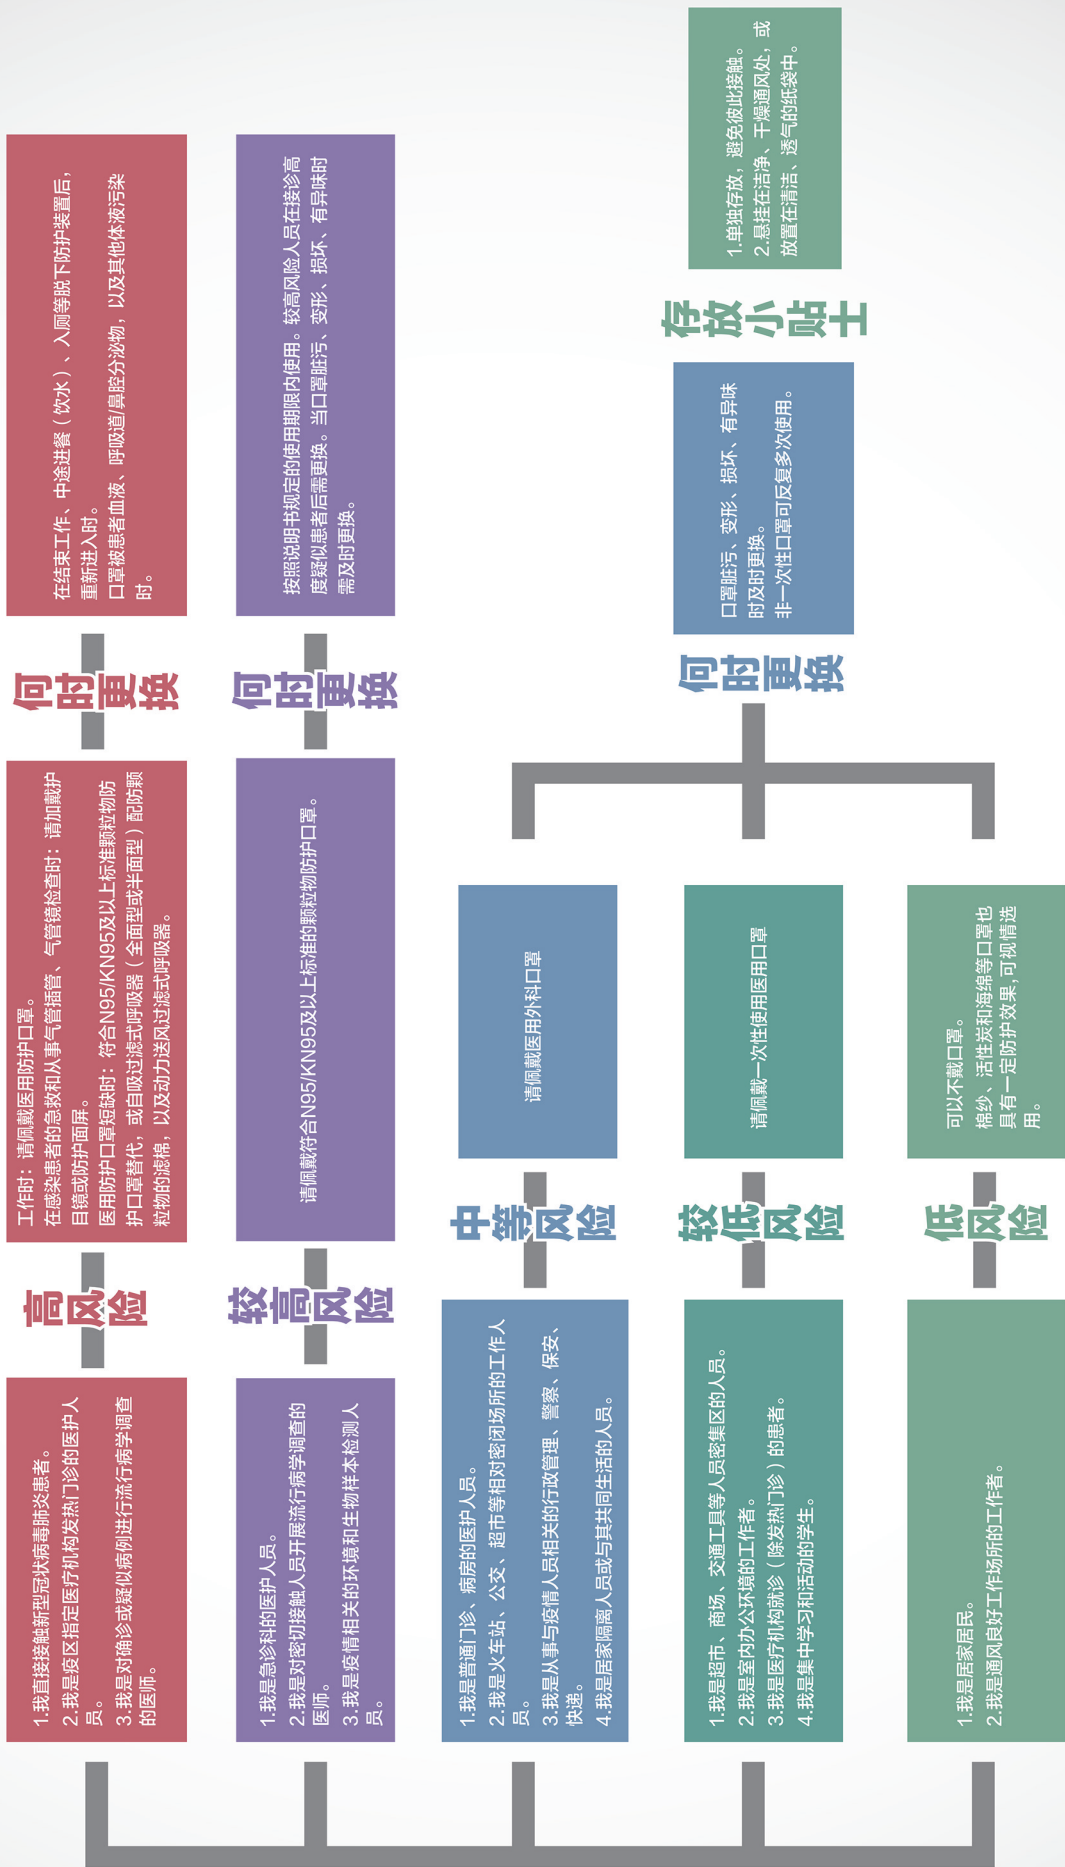 1.我直接接触新型冠状病毒肺炎患者。
2.我是疫区指定医疗机构发热门诊的医护人
员。
3.我是对确诊或疑似病例进行流行病学调查
的医师。
高风险
工作时：请佩戴医用防护口罩。
在感染患者的急救和从事气管插管、气管镜检查时：请加戴护
目镜或防护面屏。
医用防护口罩短缺时：符合N95/KN95及以上标准颗粒物防
护口罩替代，或自吸过滤式呼吸器（全面型或半面型）配防颗
粒物的滤棉，以及动力送风过滤式呼吸器。
何时更换
在结束工作、中途进餐（饮水）、入厕等脱下防护装置后，
重新进入时。
口罩被患者血液、呼吸道/鼻腔分泌物，以及其他体液污染
时。
1.我是急诊科的医护人员。
2.我是对密切接触人员开展流行病学调查的
医师。
3.我是疫情相关的环境和生物样本检测人
员。
较高风险
请佩戴符合N95/KN95及以上标准的颗粒物防护口罩。
何时更换
按照说明书规定的使用期限内使用。较高风险人员在接诊高
度疑似患者后需更换。当口罩脏污、变形、损坏、有异味时
需及时更换。
1.我是普通门诊、病房的医护人员。
2.我是火车站、公交、超市等相对密闭场所的工作人
员。
3.我是从事与疫情人员相关的行政管理、警察、保安、
快递。
4.我是居家隔离人员或与其共同生活的人员。
中等风险
请佩戴医用外科口罩
1.我是超市、商场、交通工具等人员密集区的人员。
2.我是室内办公环境的工作者。
3.我是医疗机构就诊（除发热门诊）的患者。
4.我是集中学习和活动的学生。
较低风险
请佩戴一次性使用医用口罩
1.我是居家居民。
2.我是通风良好工作场所的工作者。
低风险
可以不戴口罩。
棉纱、活性炭和海绵等口罩也
具有一定防护效果,可视情选
用。
何时更换
口罩脏污、变形、损坏、有异味
时及时更换。
非一次性口罩可反复多次使用。
存放小贴士
1.单独存放，避免彼此接触。
2.悬挂在洁净、干燥通风处，或
放置在清洁、透气的纸袋中。